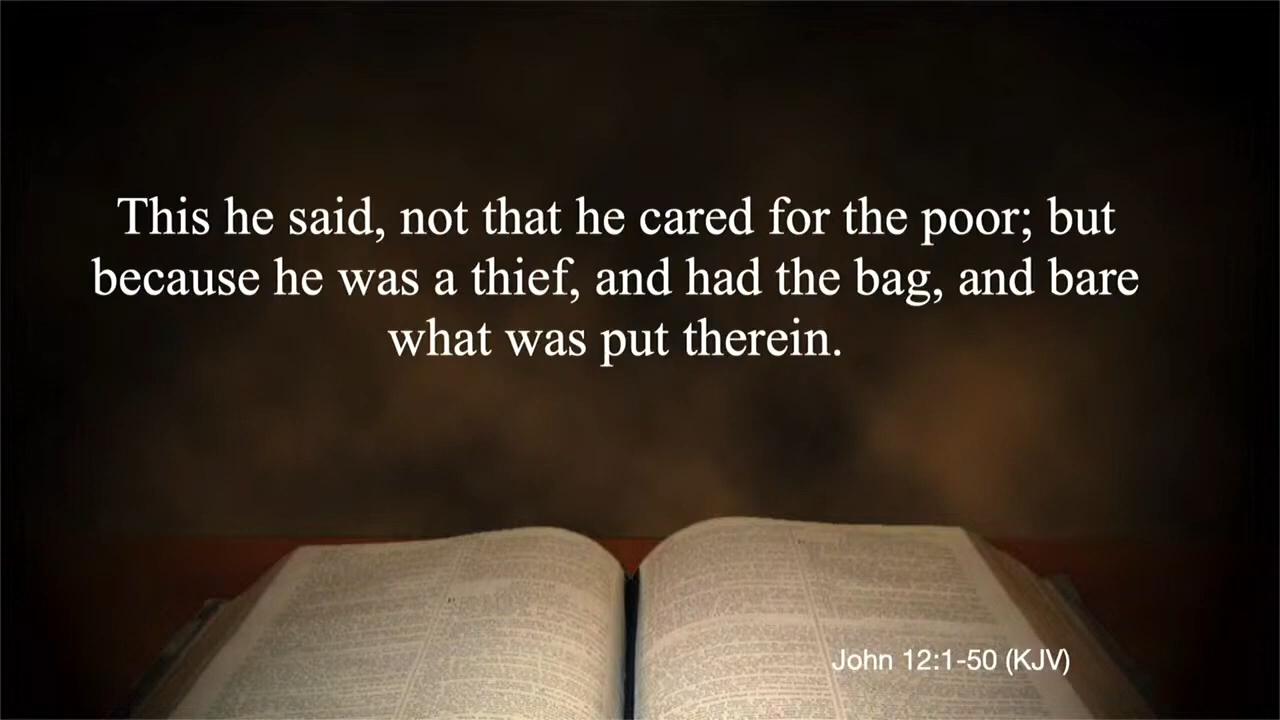 This he said, not that he cared for the poor; but
because he was a thief, and had the bag, and bare
what was put therein.
John 12:1-50 (KJV)